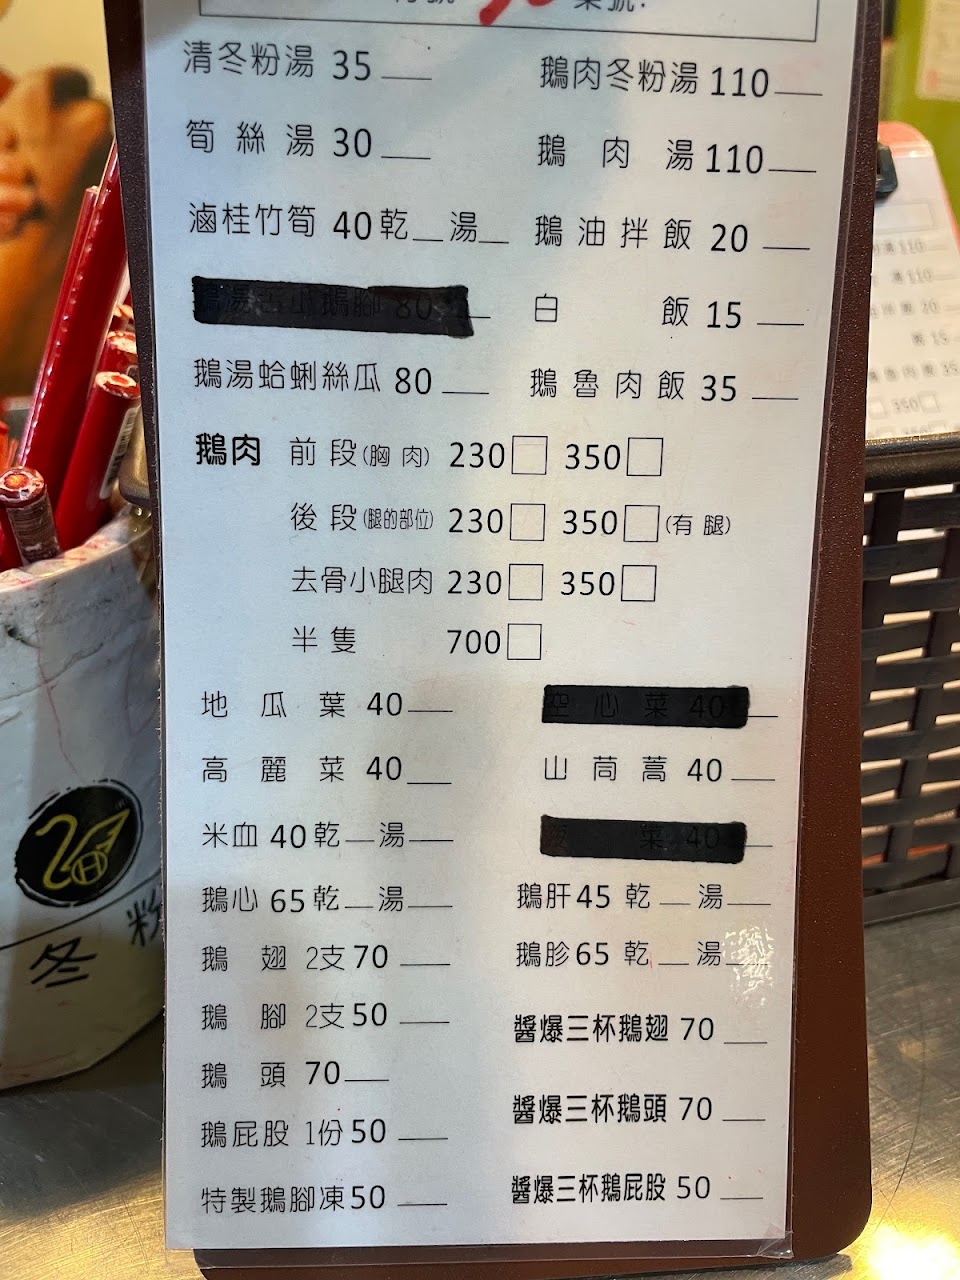 清冬粉湯 35 鵝肉冬粉湯 110
筍絲湯 30 鵝肉湯 110
滷桂竹筍 40 乾 湯 鵝油拌飯 20
白飯 15
鵝湯蛤蜊絲瓜 80 鵝魯肉飯 35
鵝肉 前段(胸肉) 230 350
後段(腿的部位) 230 350 (有腿)
去骨小腿肉 230 350
半隻 700
地瓜葉 40 空心菜 40
高麗菜 40 山茼蒿 40
米血 40 乾 湯 菜 40
鵝心 65 乾 湯 鵝肝 45 乾 湯
鵝翅 2支 70 鵝胗 65 乾 湯
鵝腳 2支 50 醬爆三杯鵝翅 70
鵝頭 70
鵝屁股 1份 50 醬爆三杯鵝頭 70
特製鵝腳凍 50 醬爆三杯鵝屁股 50
冬粉